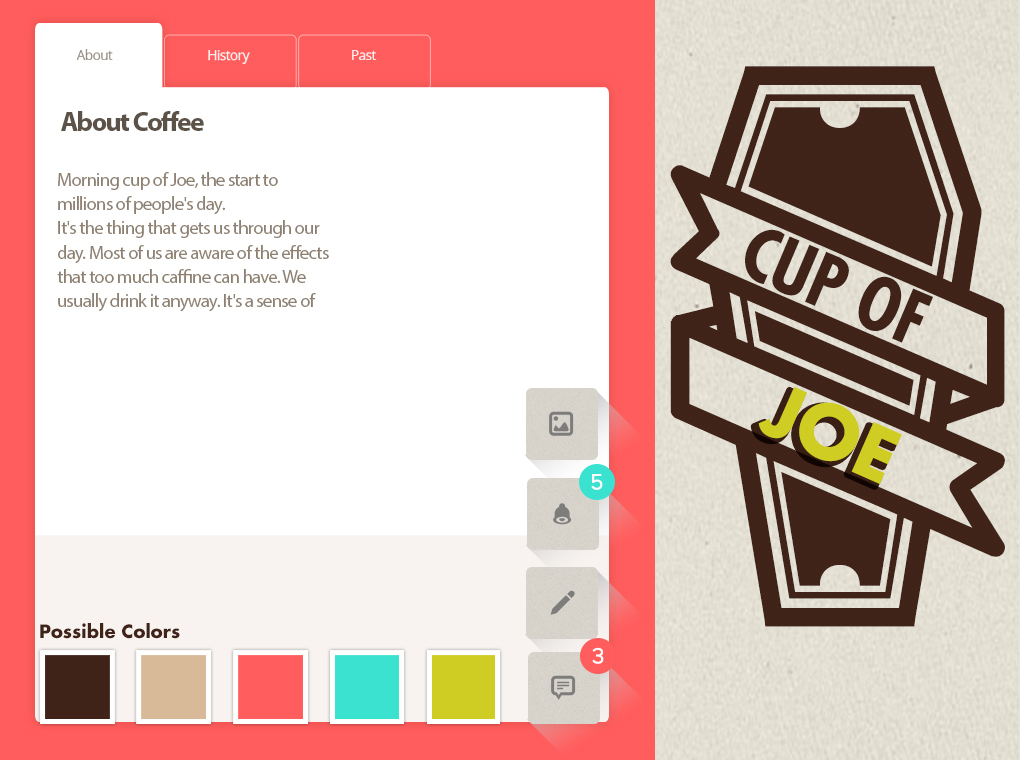 About
History
Past
About Coffee
Morning cup of Joe, the start to
millions of people's day.
It's the thing that gets us through our
day. Most of us are aware of the effects
that too much caffine can have. We
usually drink it anyway. It's a sense of
5
3
Possible Colors
CUP OF
JOE